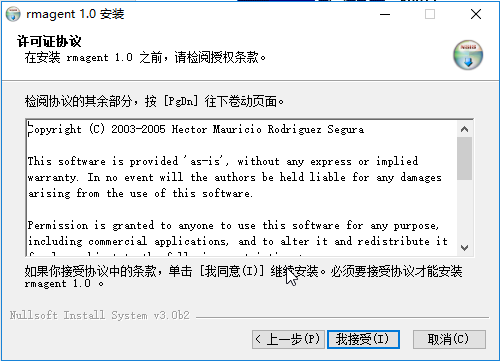 rmagent 1.0 安装
许可证协议
在安装 rmagent 1.0 之前，请检阅授权条款。
检阅协议的其余部分，按 [PgDn] 往下卷动页面。
Copyright (C) 2003-2005 Hector Mauricio Rodriguez Segura
This software is provided 'as-is', without any express or implied
warranty. In no event will the authors be held liable for any damages
arising from the use of this software.
Permission is granted to anyone to use this software for any purpose,
including commercial applications, and to alter it and redistribute it
如果你接受协议中的条款，单击 [我同意(I)] 继续安装。必须要接受协议才能安装
rmagent 1.0 。
Nullsoft Install System v3.0b2
< 上一步(P)
我接受(I)
取消(C)